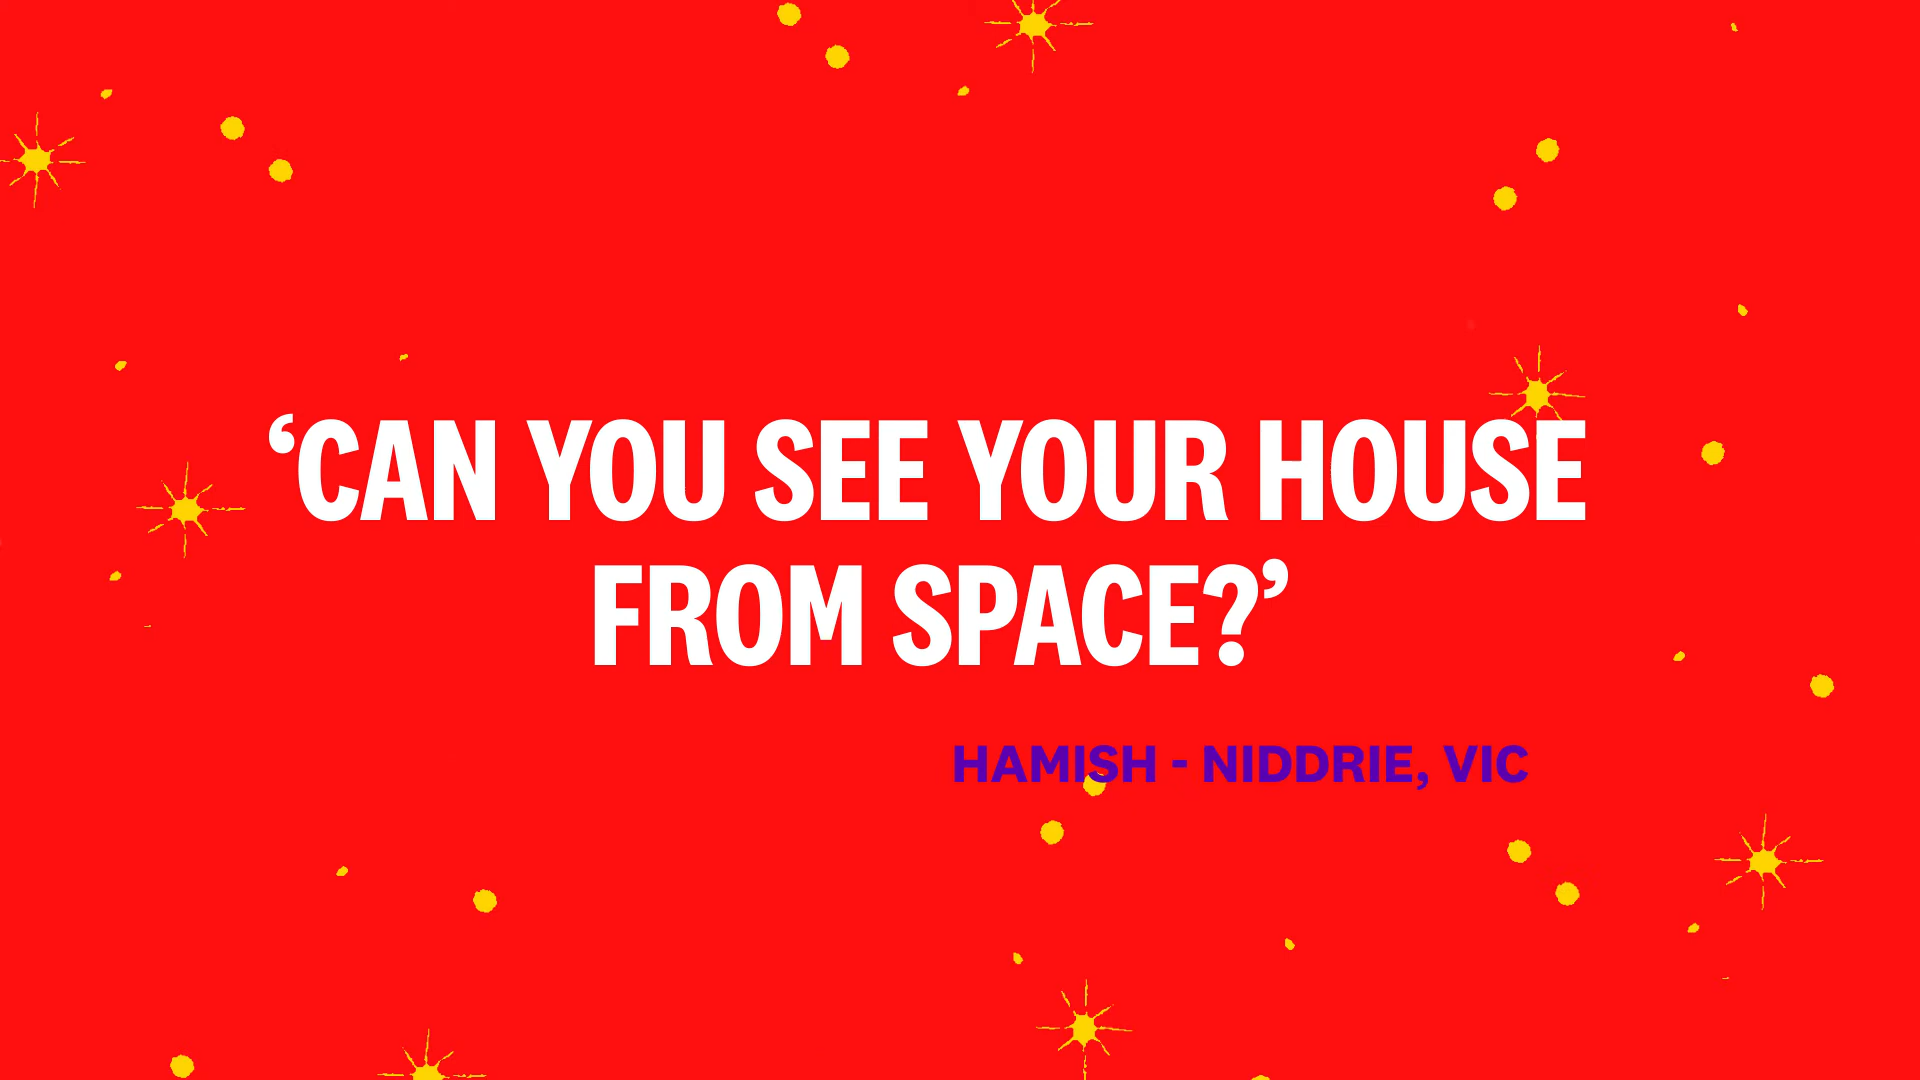 ‘CAN YOU SEE YOUR HOUSE
FROM SPACE?’
HAMISH - NIDDRIE, VIC